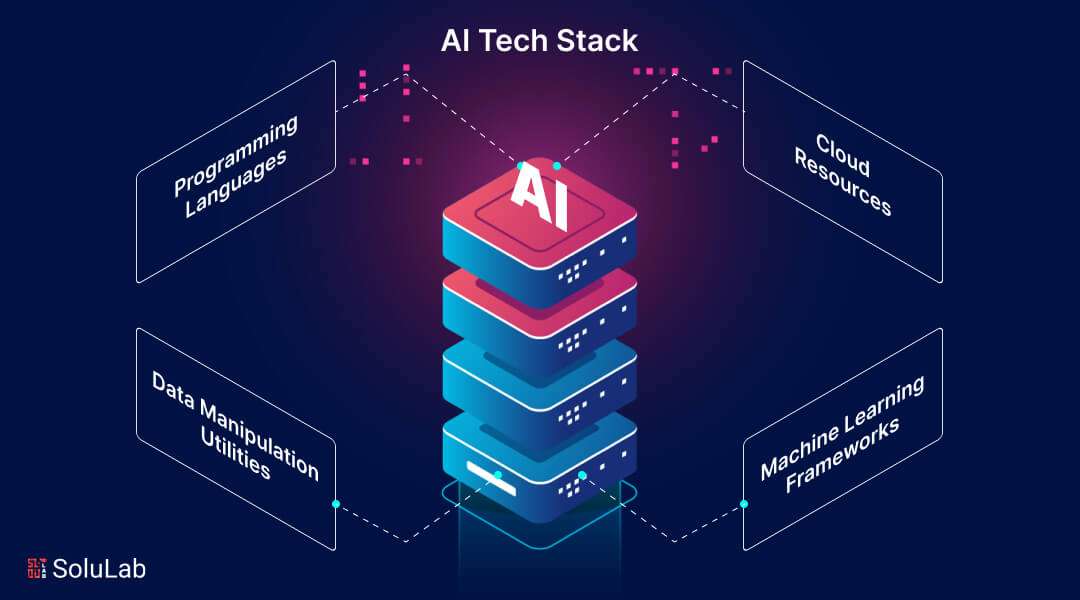 AI Tech Stack
Programming
Languages
Cloud
Resources
AI
Data Manipulation
Utilities
Machine Learning
Frameworks
SoluLab